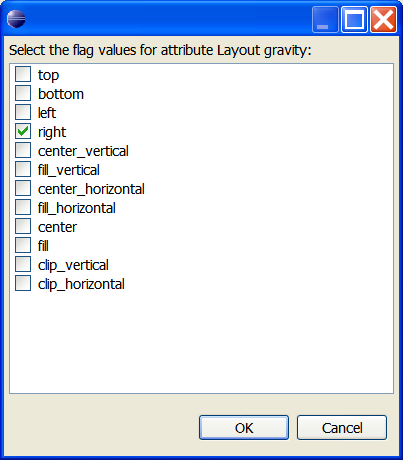 Select the flag values for attribute Layout gravity:
top
bottom
left
right
center_vertical
fill_vertical
center_horizontal
fill_horizontal
center
fill
clip_vertical
clip_horizontal
OK
Cancel